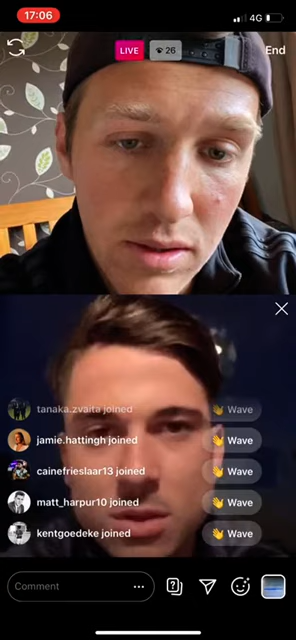 17:06
4G
LIVE
26
End
tanaka.zvaita joined
Wave
jamie.hattingh joined
Wave
cainefrieslaar13 joined
Wave
matt_harpur10 joined
Wave
kentgoedeke joined
Wave
Comment